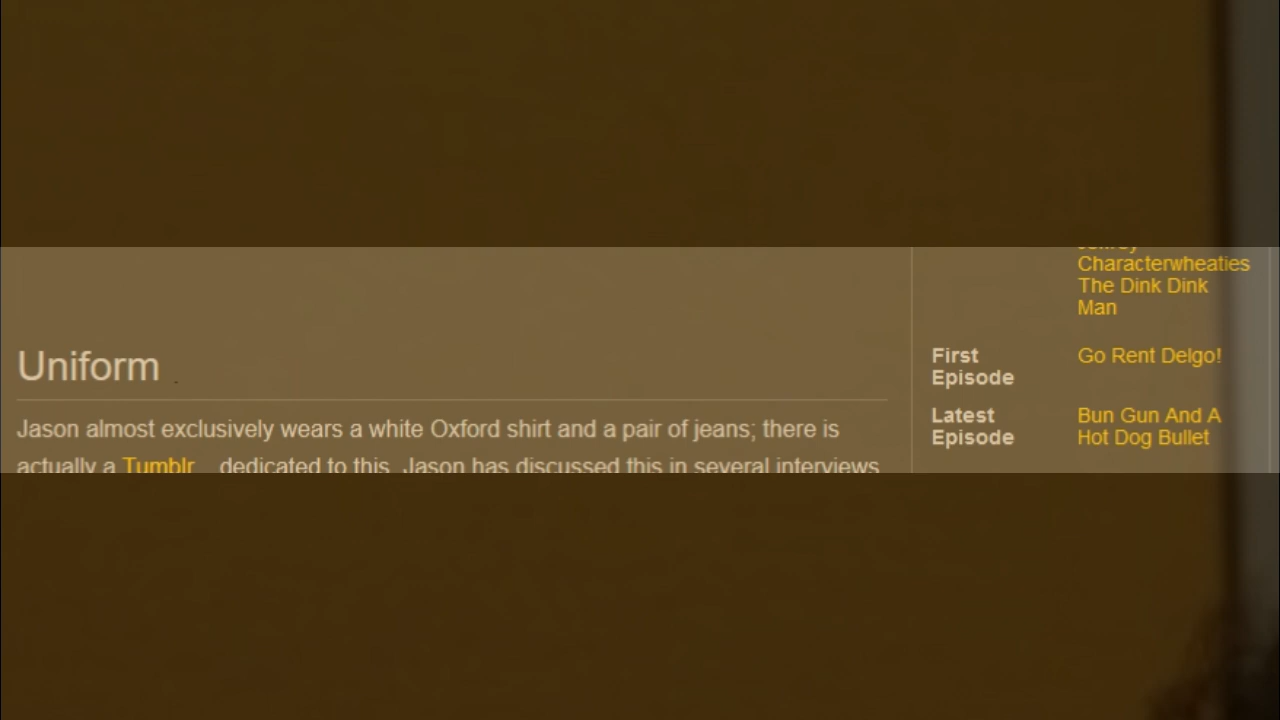 Characterwheaties
The Dink Dink
Man
Uniform
First
Episode
Go Rent Delgo!
Latest
Episode
Bun Gun And A
Hot Dog Bullet
Jason almost exclusively wears a white Oxford shirt and a pair of jeans; there is
actually a Tumblr dedicated to this. Jason has discussed this in several interviews